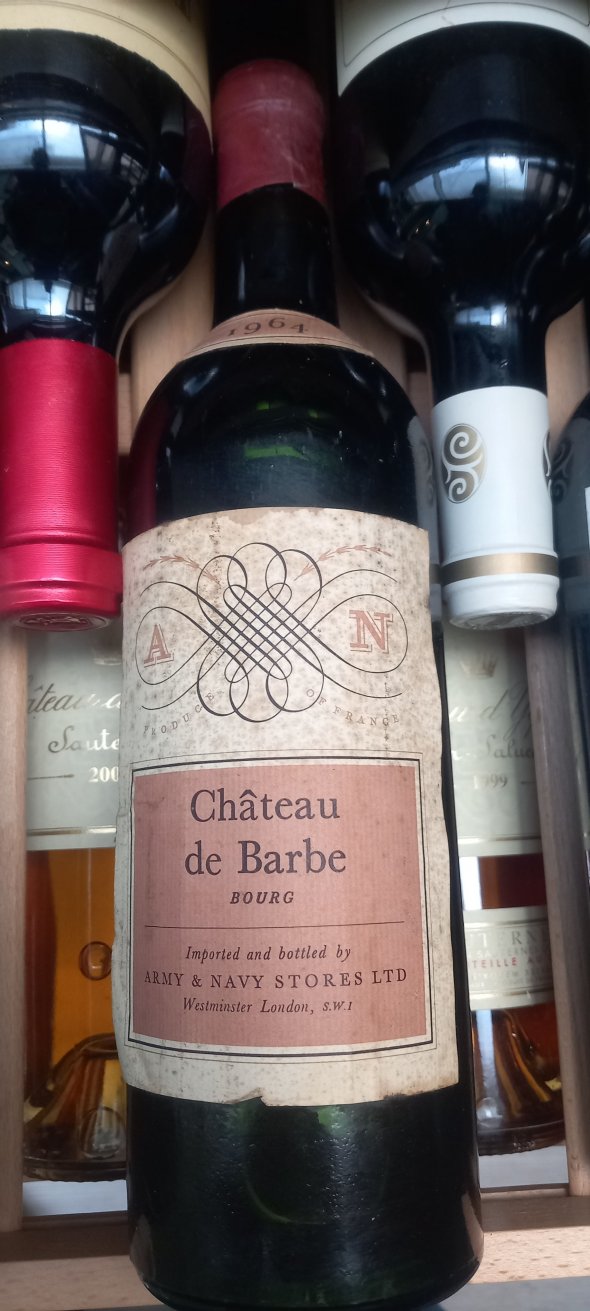 1964
A N
PRODUCE OF FRANCE
Château
de Barbe
BOURG
Imported and bottled by
ARMY & NAVY STORES LTD
Westminster London, S.W.1
1999